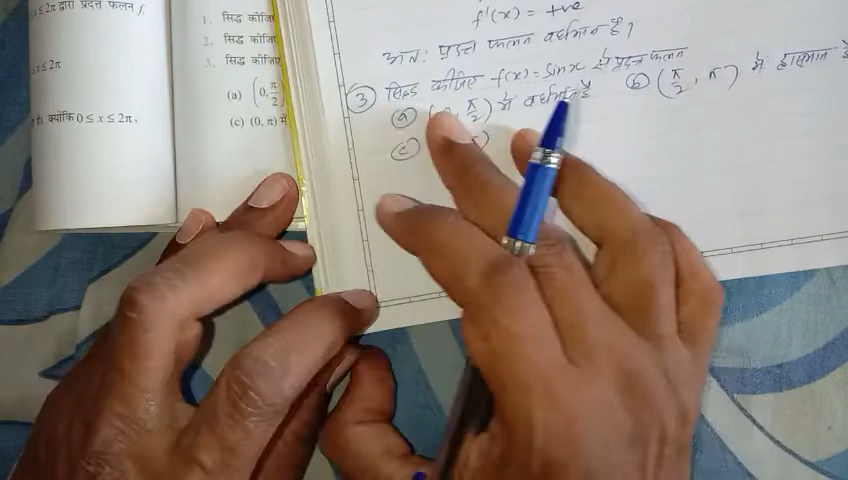 ≤ 2π द्वारा प्रदत्त फलन f,
≤ 2π
क्योंकि 0 ≤ x ≤ 2π,
1. सिद्ध कीजिए
2. सिद्ध कीजिए
3. सिद्ध कीजिए
(a) (0, π/2)
(c) (0, π) में
f'(x) = +ve
अतः प्रदत्त फलन वर्धमान है।
③ सिद्ध कीजिए f(x) = sinx से प्रदत्त फलन
ⓐ π/2) में वर्धमान है ⓑ (π/2, π) में ह्रासमान है
ⓒ